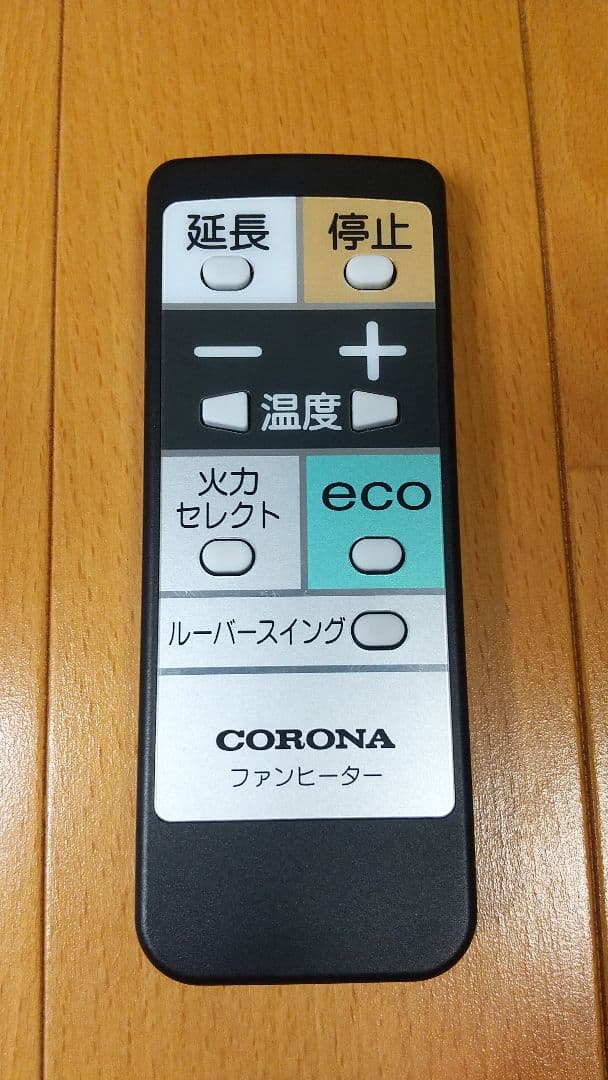 延長
停止
− +
温度
火力
セレクト
eco
ルーバースイング
CORONA
ファンヒーター